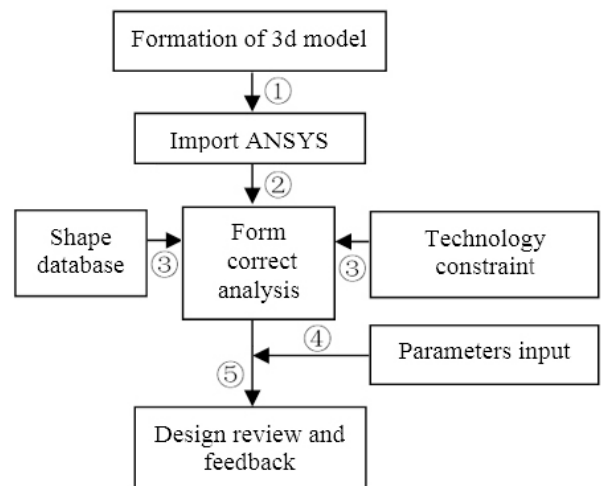 Formation of 3d model
①
Import ANSYS
②
Shape
database
③
Form
correct
analysis
③
Technology
constraint
④
Parameters input
⑤
Design review and
feedback